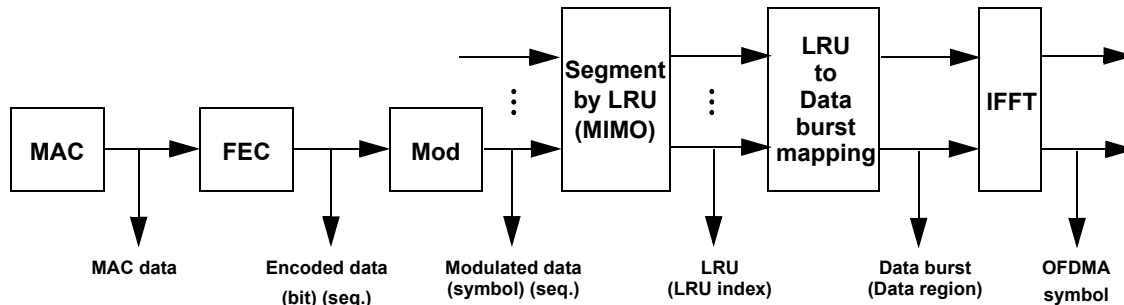 MAC
FEC
Mod
⋮
Segment
by LRU
(MIMO)
⋮
LRU
to
Data
burst
mapping
IFFT
MAC data
Encoded data
(bit) (seq.)
Modulated data
(symbol) (seq.)
LRU
(LRU index)
Data burst
(Data region)
OFDMA
symbol